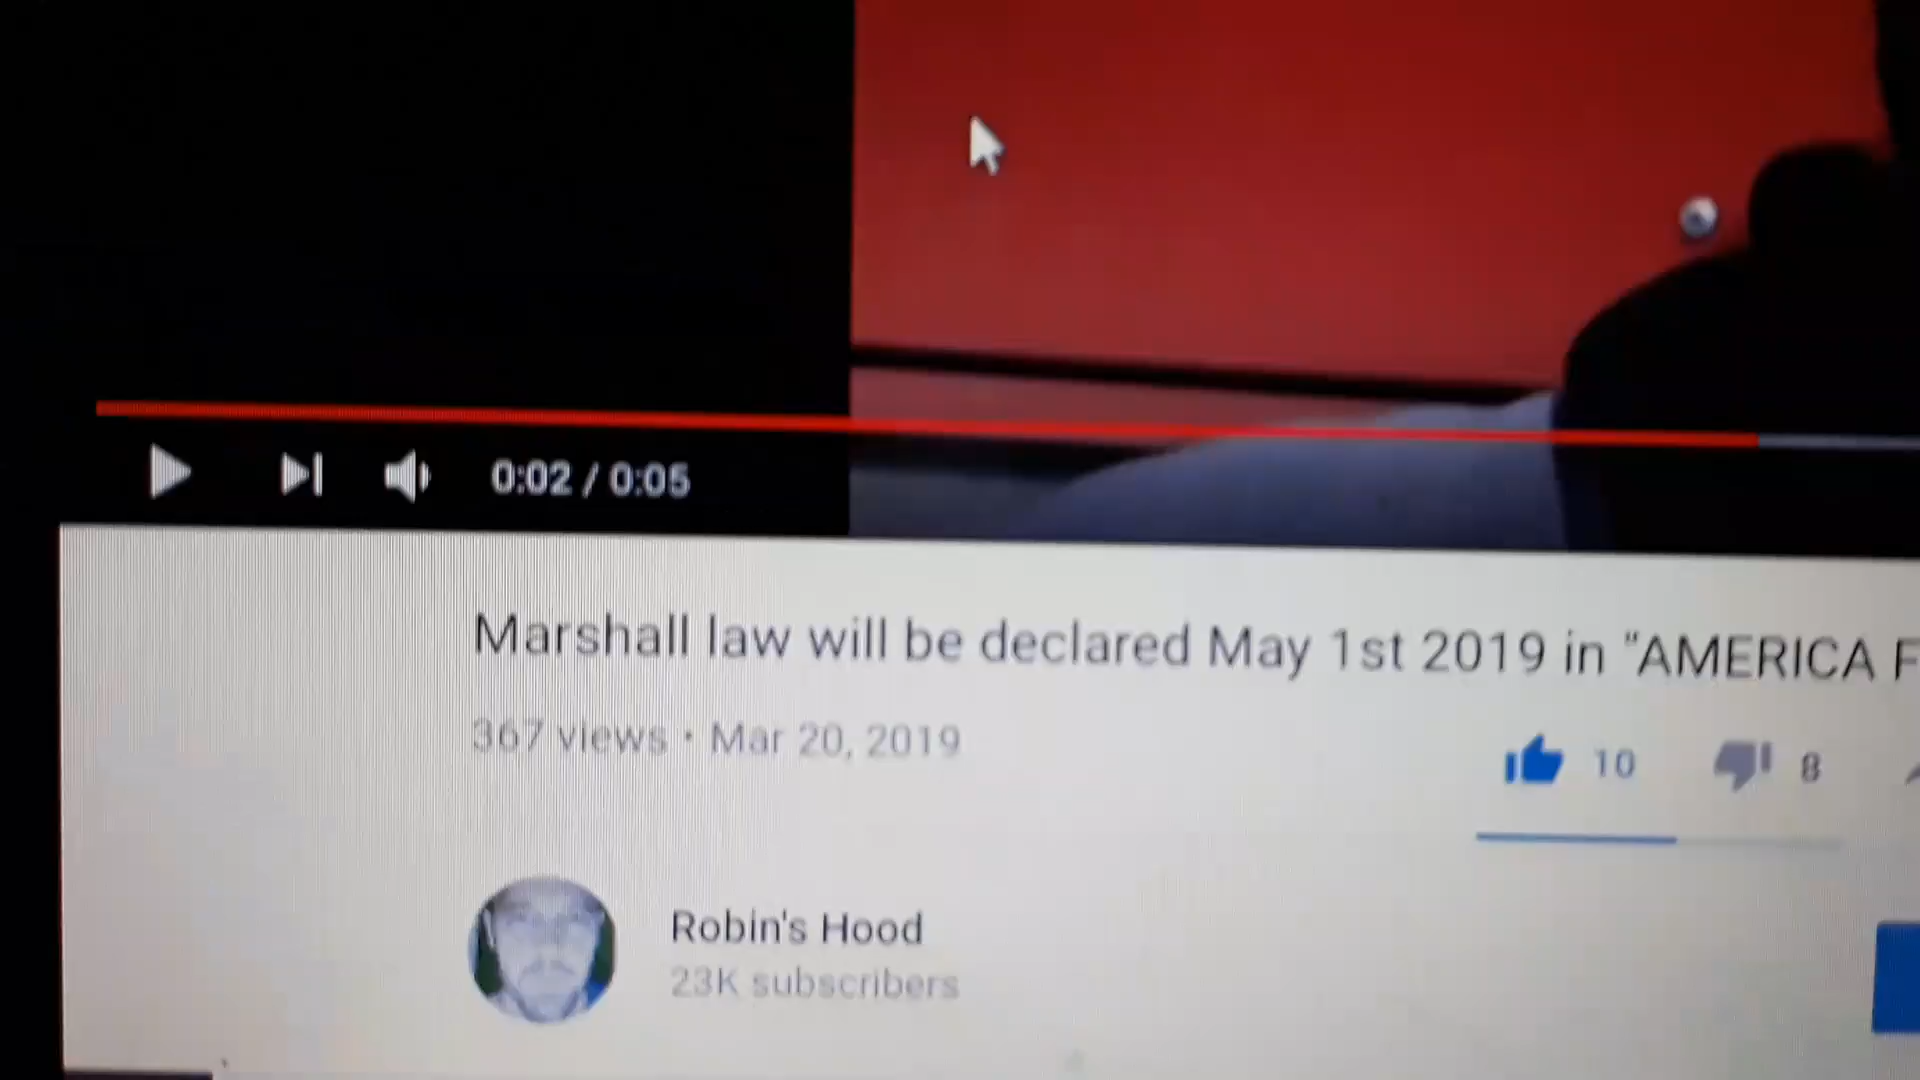 0:02 / 0:05
Marshall law will be declared May 1st 2019 in "AMERICA F
367 views • Mar 20, 2019
10 8
Robin's Hood
23K subscribers